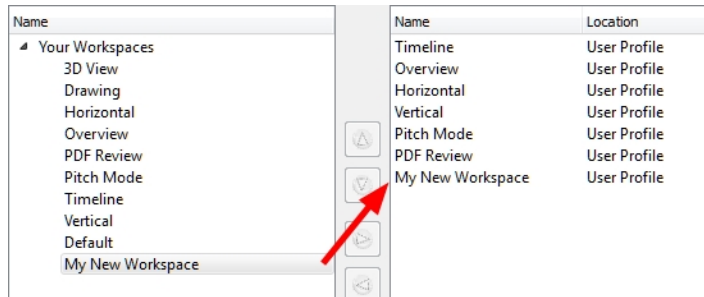 Name
Your Workspaces
3D View
Drawing
Horizontal
Overview
PDF Review
Pitch Mode
Timeline
Vertical
Default
My New Workspace
Name Location
Timeline User Profile
Overview User Profile
Horizontal User Profile
Vertical User Profile
Pitch Mode User Profile
PDF Review User Profile
My New Workspace User Profile